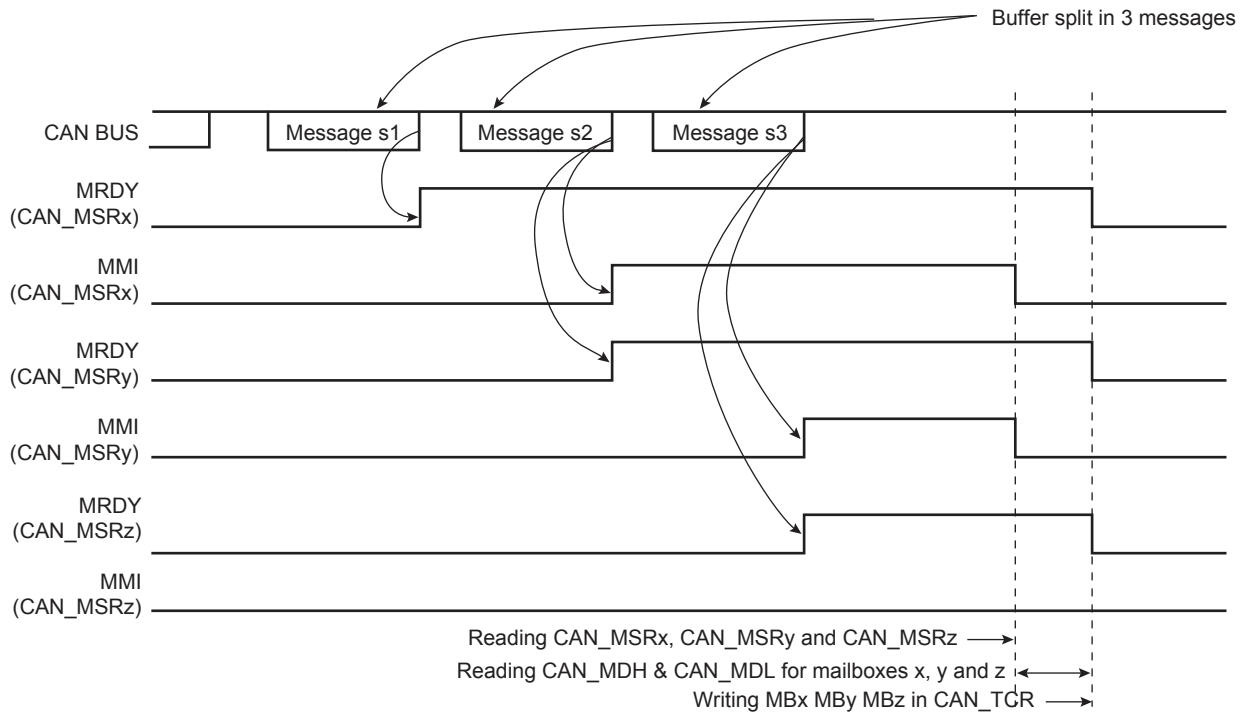 Buffer split in 3 messages
CAN BUS
Message s1
Message s2
Message s3
MRDY
(CAN_MSRx)
MMI
(CAN_MSRx)
MRDY
(CAN_MSRy)
MMI
(CAN_MSRy)
MRDY
(CAN_MSRz)
MMI
(CAN_MSRz)
Reading CAN_MSRx, CAN_MSRy and CAN_MSRz
Reading CAN_MDH & CAN_MDL for mailboxes x, y and z
Writing MBx MBy MBz in CAN_TCR